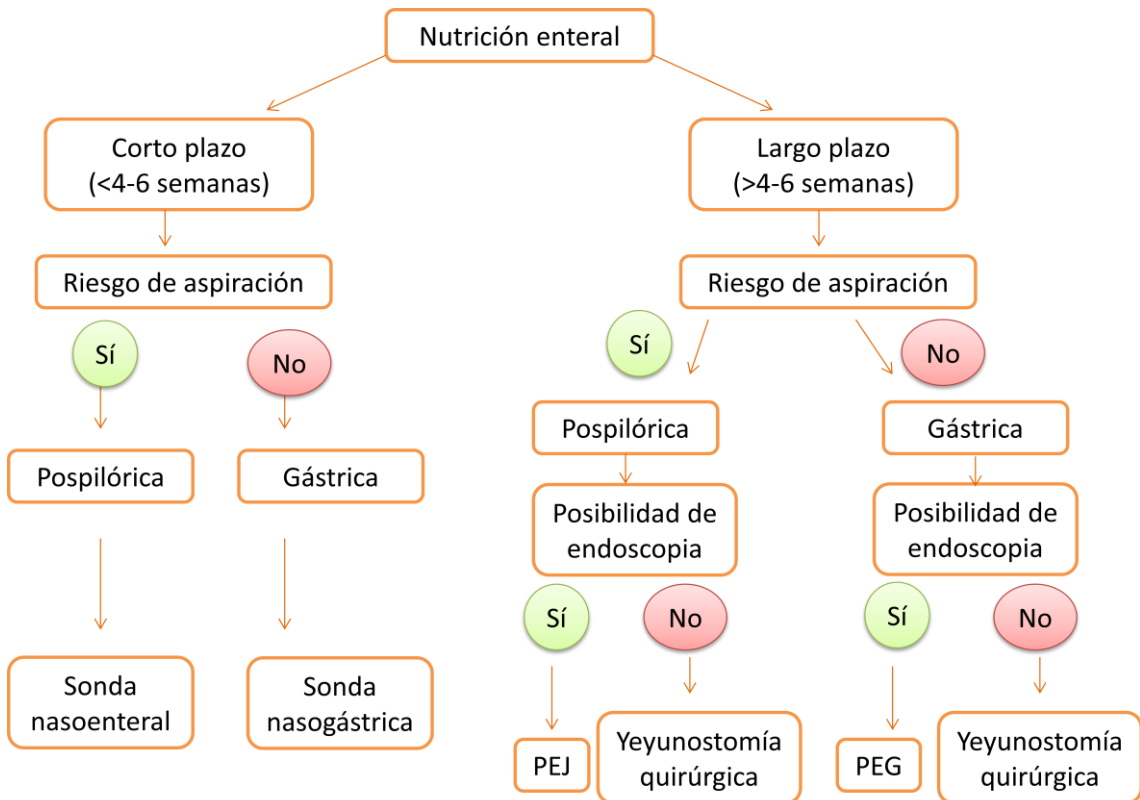 Nutrición enteral
Corto plazo
(<4-6 semanas)
Largo plazo
(>4-6 semanas)
Riesgo de aspiración
Riesgo de aspiración
Sí
No
Sí
No
Pospilórica
Gástrica
Pospilórica
Gástrica
Posibilidad de
endoscopia
Posibilidad de
endoscopia
Sí
No
Sí
No
Sonda
nasoenteral
Sonda
nasogástrica
PEJ
Yeyunostomía
quirúrgica
PEG
Yeyunostomía
quirúrgica